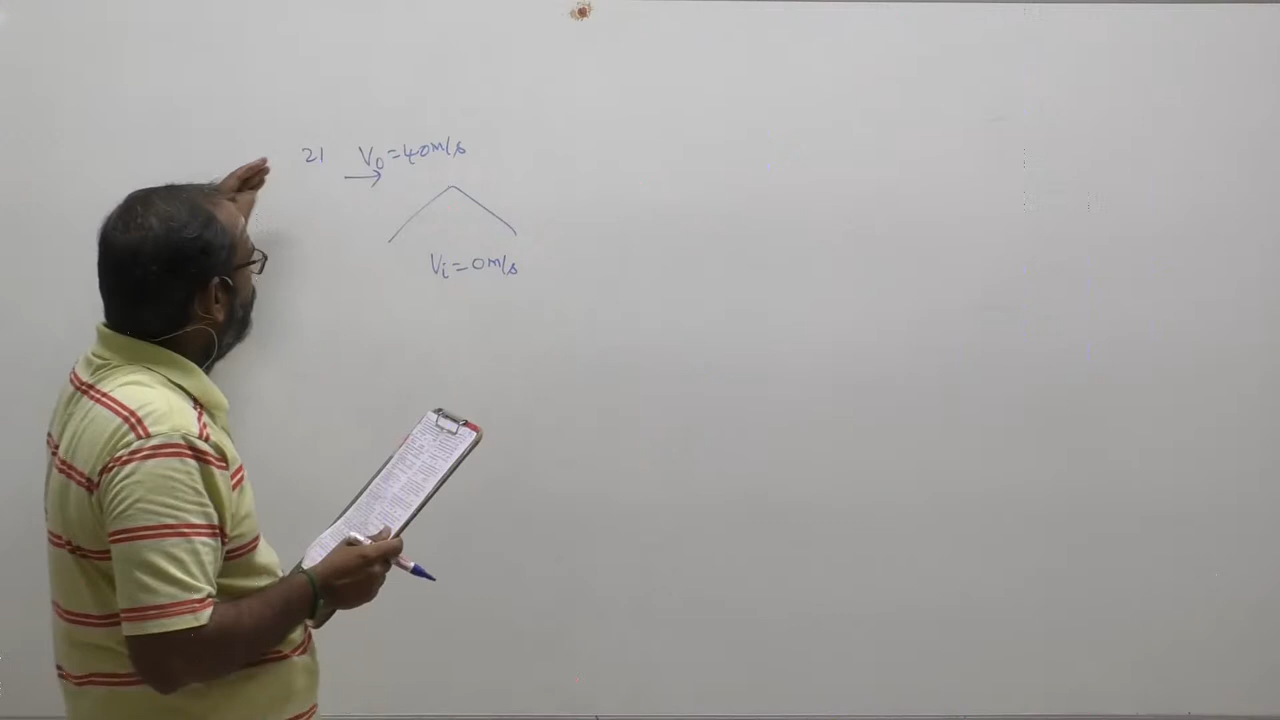 21 V₀ = 40m/s
Vᵢ = 0m/s